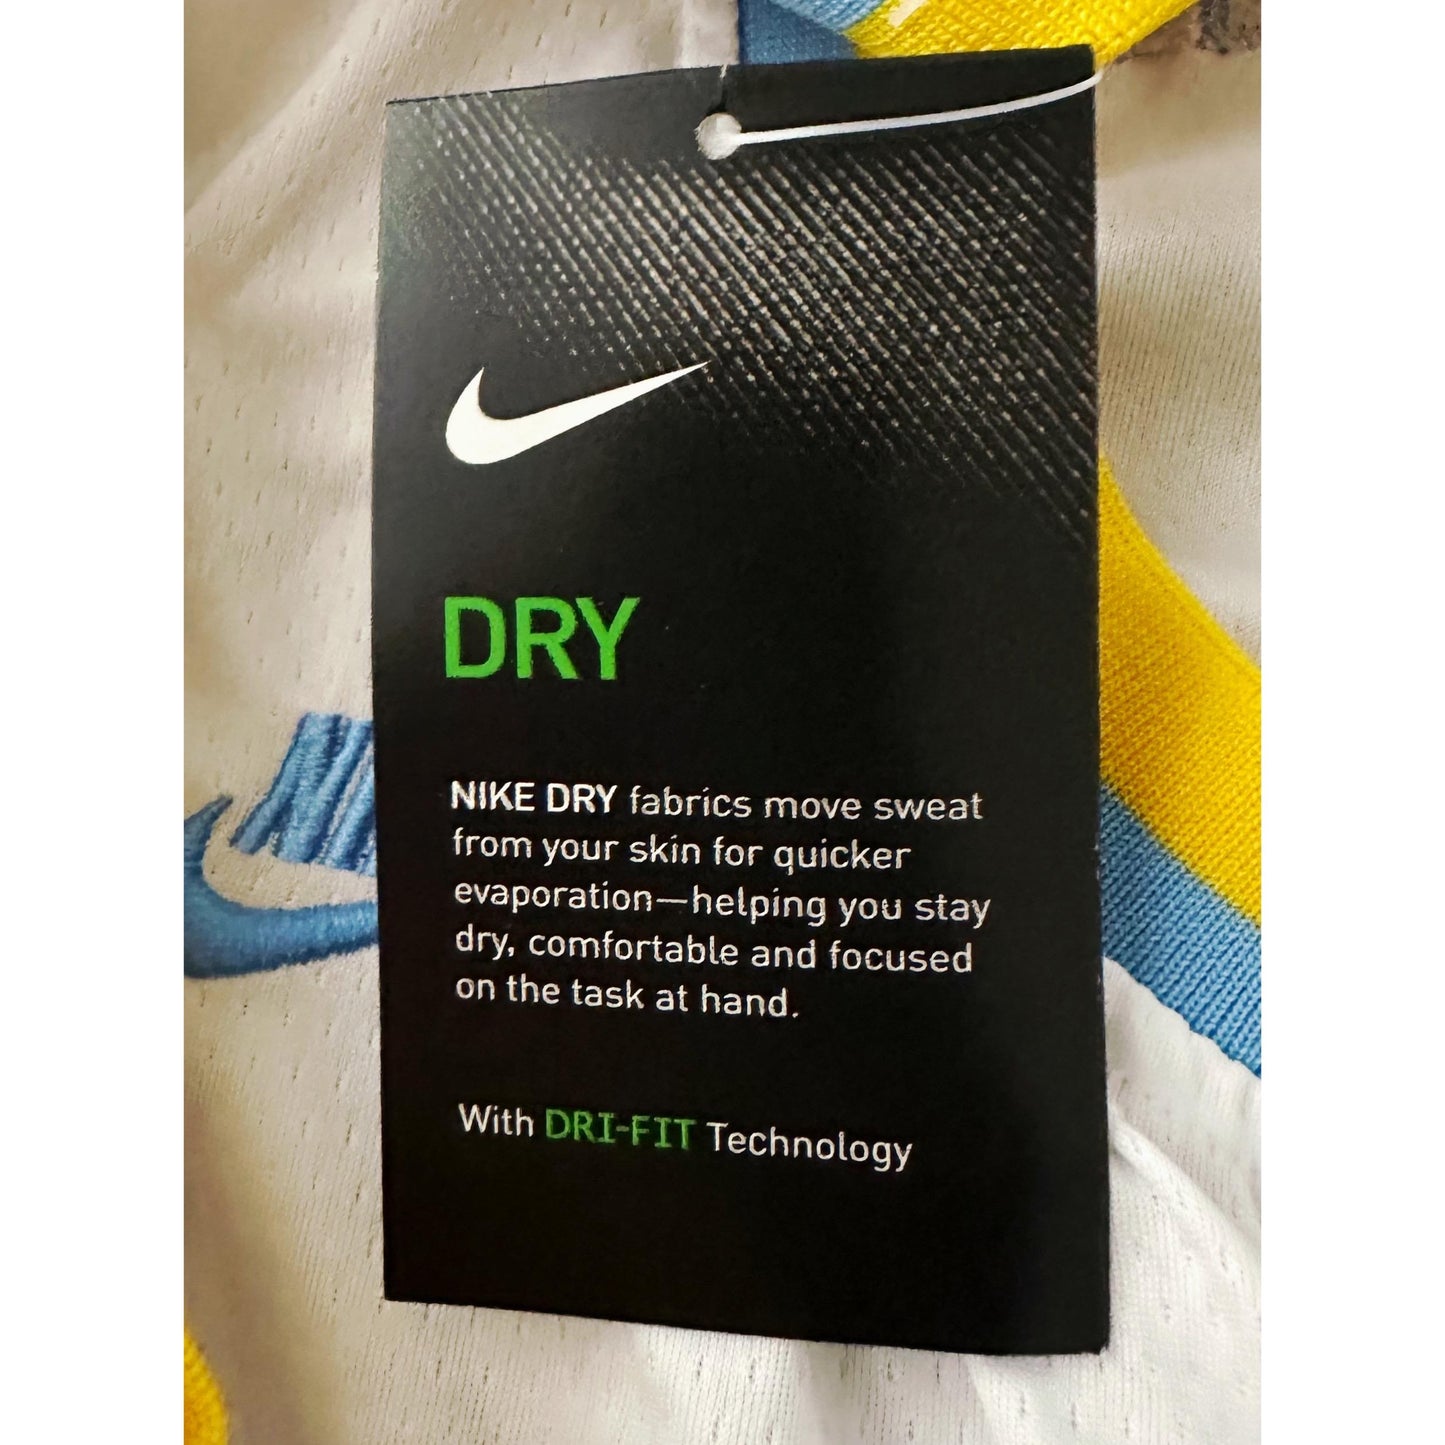 DRY
NIKE DRY fabrics move sweat
from your skin for quicker
evaporation—helping you stay
dry, comfortable and focused
on the task at hand.
With DRI-FIT Technology